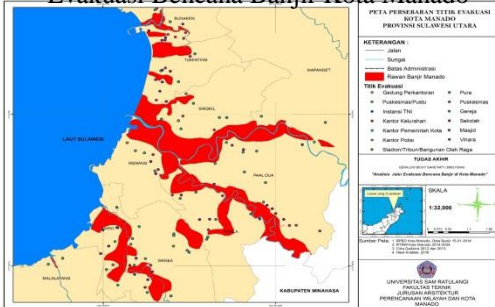 Evakuasi Bencana Banjir Kota Manado
BUNAKEN
TUMINTING
MAPANGET
SINGKIL
LAUT SULAWESI
WENANG
PAAL DUA
WANEA
MALALAYANG
KABUPATEN MINAHASA
PETA PERSEBARAN TITIK EVAKUASI
KOTA MANADO
PROVINSI SULAWESI UTARA
KETERANGAN :
Jalan
Sungai
Batas Administrasi
Rawan Banjir Manado
Titik Evakuasi
Gedung Perkantoran
Pura
Puskesmas/Pustu
Puskesmas
Instansi TNI
Gereja
Kantor Kelurahan
Sekolah
Kantor Pemerintah Kota
Masjid
Kantor Polisi
Vihara
Stadion/Tribun/Bangunan Olah Raga
TUGAS AKHIR
"Analisis Jalur Evakuasi Bencana Banjir di Kota Manado"
SKALA
1:32,000
Sumber Peta:
UNIVERSITAS SAM RATULANGI
FAKULTAS TEKNIK
JURUSAN ARSITEKTUR
PERENCANAAN WILAYAH DAN KOTA
MANADO